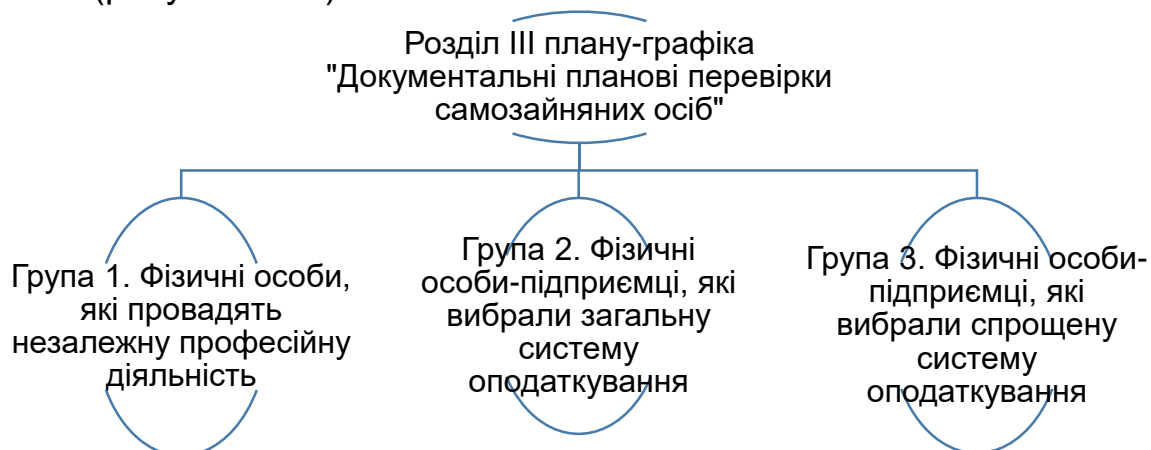 Розділ ІІІ плану-графіка
"Документальні планові перевірки
самозайняних осіб"
Група 1. Фізичні особи,
які провадять
незалежну професійну
діяльність
Група 2. Фізичні
особи-підприємці, які
вибрали загальну
систему
оподаткування
Група 3. Фізичні особи-
підприємці, які
вибрали спрощену
систему
оподаткування